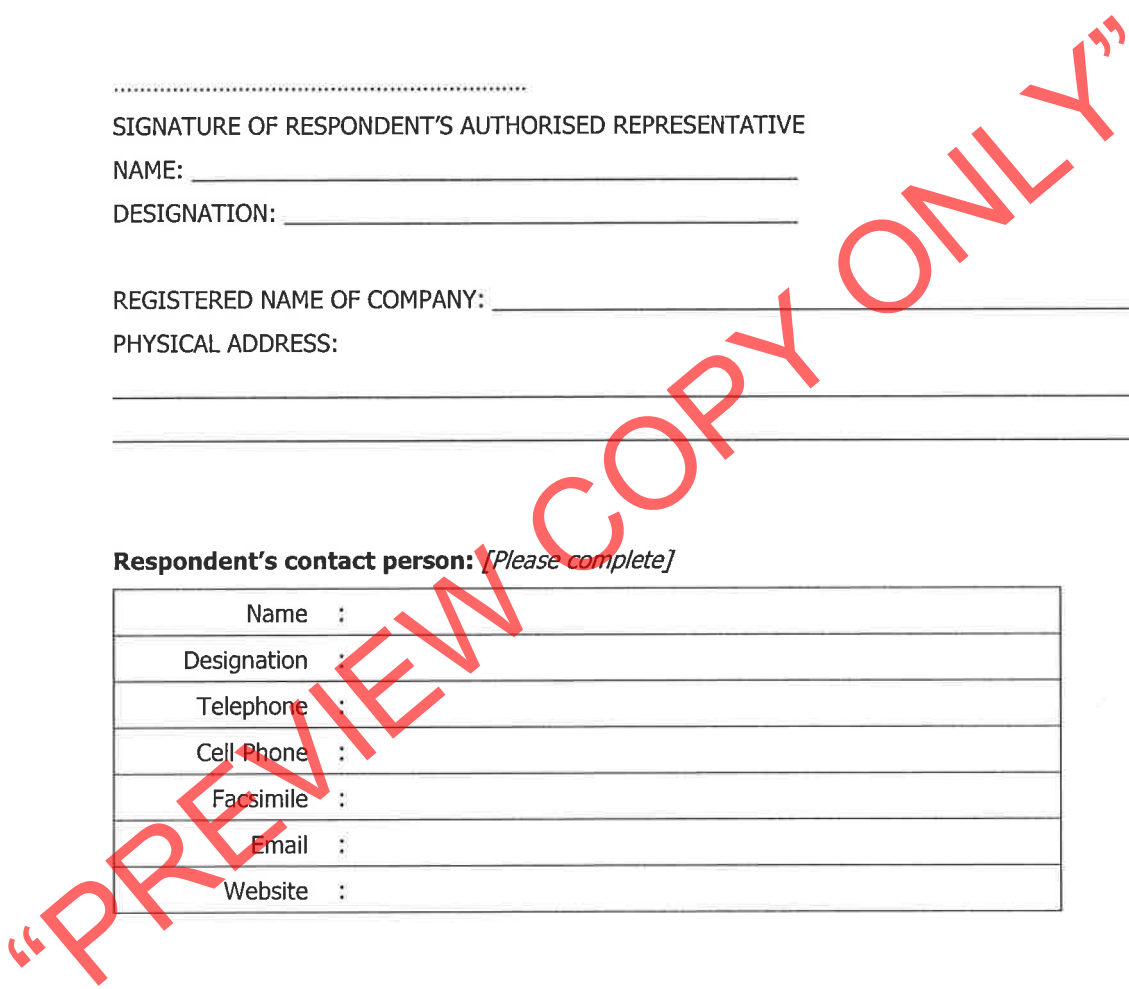 SIGNATURE OF RESPONDENT'S AUTHORISED REPRESENTATIVE
NAME:
DESIGNATION:
REGISTERED NAME OF COMPANY:
PHYSICAL ADDRESS:
Respondent's contact person: [Please complete]
Name :
Designation :
Telephone :
Cell Phone :
Facsimile :
Email :
Website :
“PREVIEW COPY ONLY”